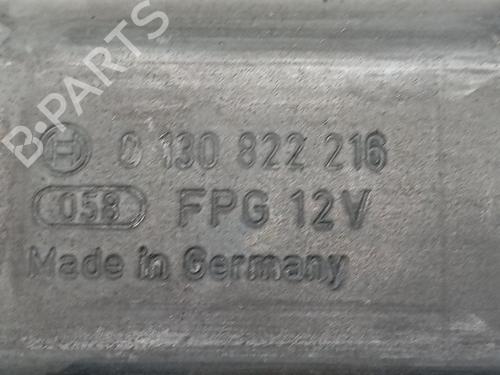 B-PARTS
0 130 822 216
058 FPG 12V
Made in Germany